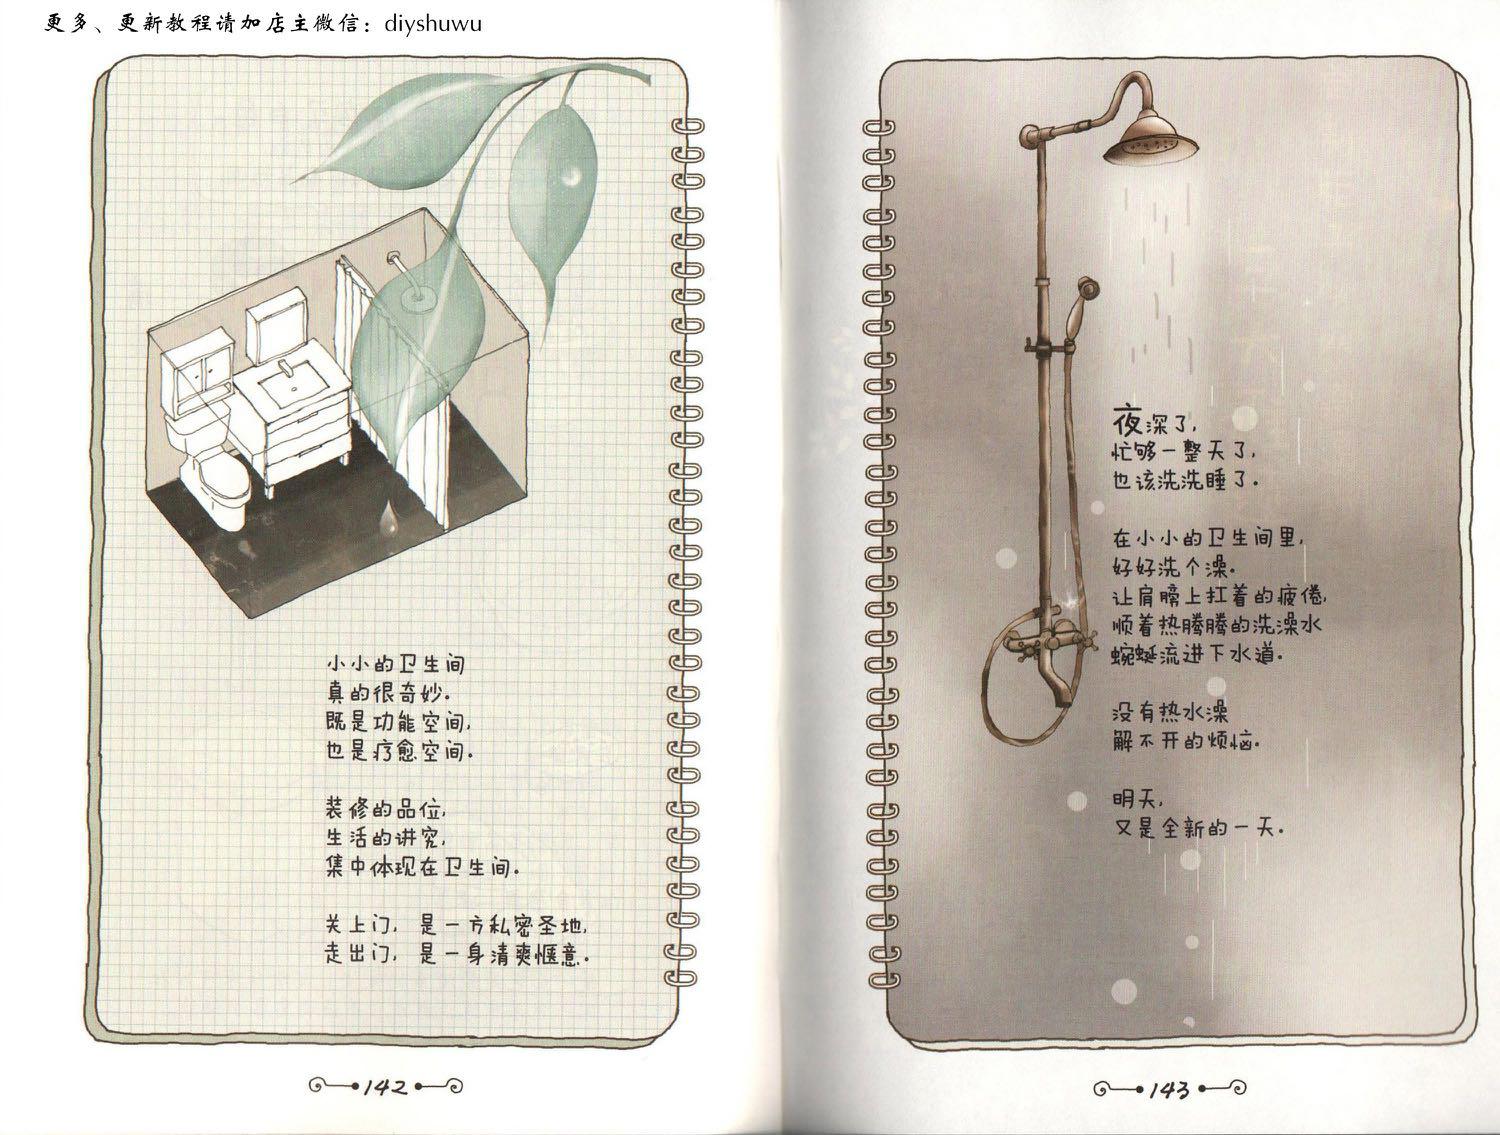 更多、更新教程请加店主微信：diyshuwu
小小的卫生间
真的很奇妙。
既是功能空间，
也是疗愈空间。
装修的品位，
生活的讲究，
集中体现在卫生间。
关上门，是一方私密圣地，
走出门，是一身清爽惬意。
142
夜深了，
忙够一整天了，
也该洗洗睡了。
在小小的卫生间里，
好好洗个澡。
让肩膀上扛着的疲倦，
顺着热腾腾的洗澡水
蜿蜒流进下水道。
没有热水澡
解不开的烦恼。
明天，
又是全新的一天。
143